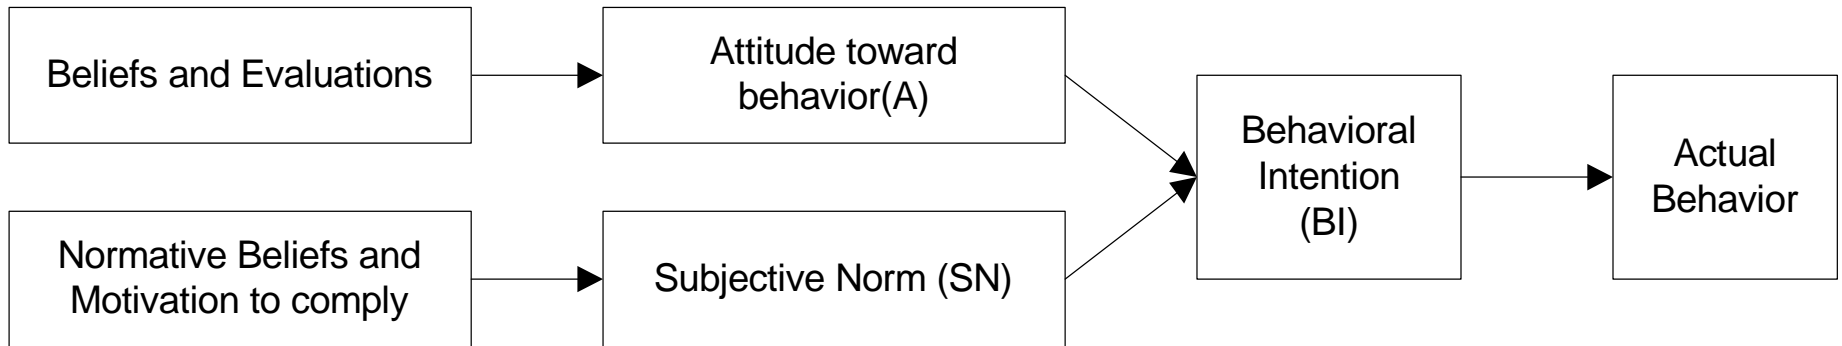 Beliefs and Evaluations
Attitude toward
behavior(A)
Normative Beliefs and
Motivation to comply
Subjective Norm (SN)
Behavioral
Intention
(BI)
Actual
Behavior